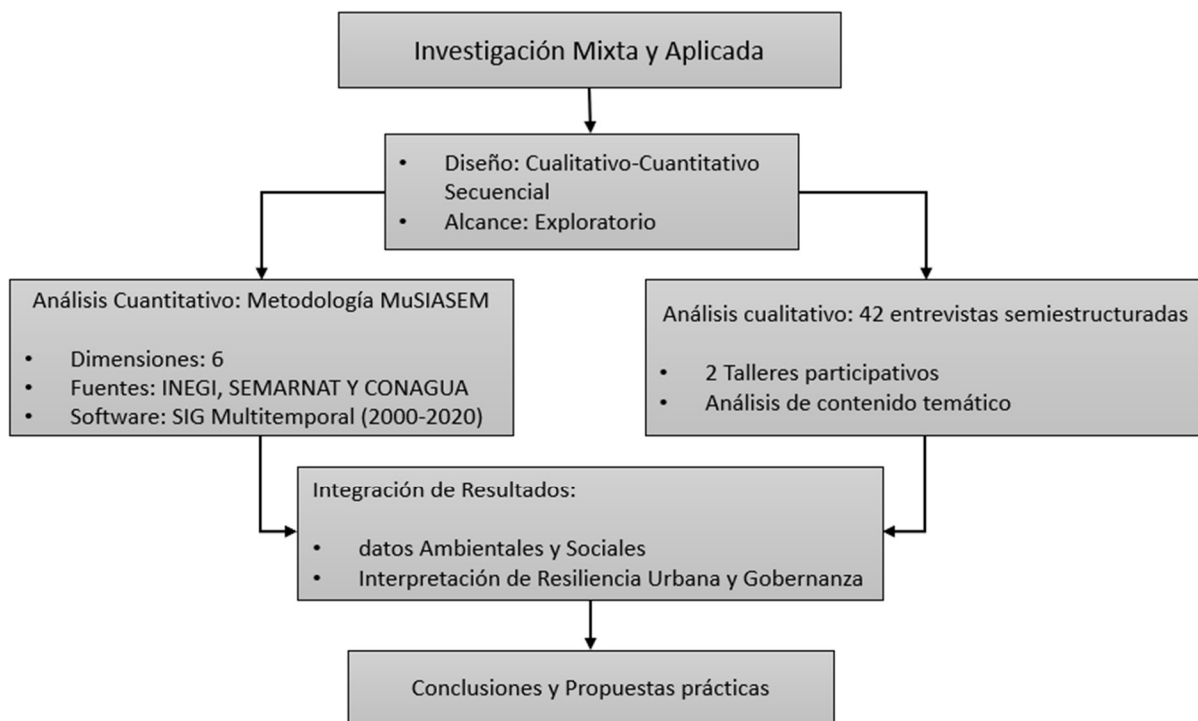 Investigación Mixta y Aplicada
• Diseño: Cualitativo-Cuantitativo
Secuencial
• Alcance: Exploratorio
Análisis Cuantitativo: Metodología MuSIASEM
• Dimensiones: 6
• Fuentes: INEGI, SEMARNAT Y CONAGUA
• Software: SIG Multitemporal (2000-2020)
Análisis cualitativo: 42 entrevistas semiestructuradas
• 2 Talleres participativos
• Análisis de contenido temático
Integración de Resultados:
• datos Ambientales y Sociales
• Interpretación de Resiliencia Urbana y Gobernanza
Conclusiones y Propuestas prácticas